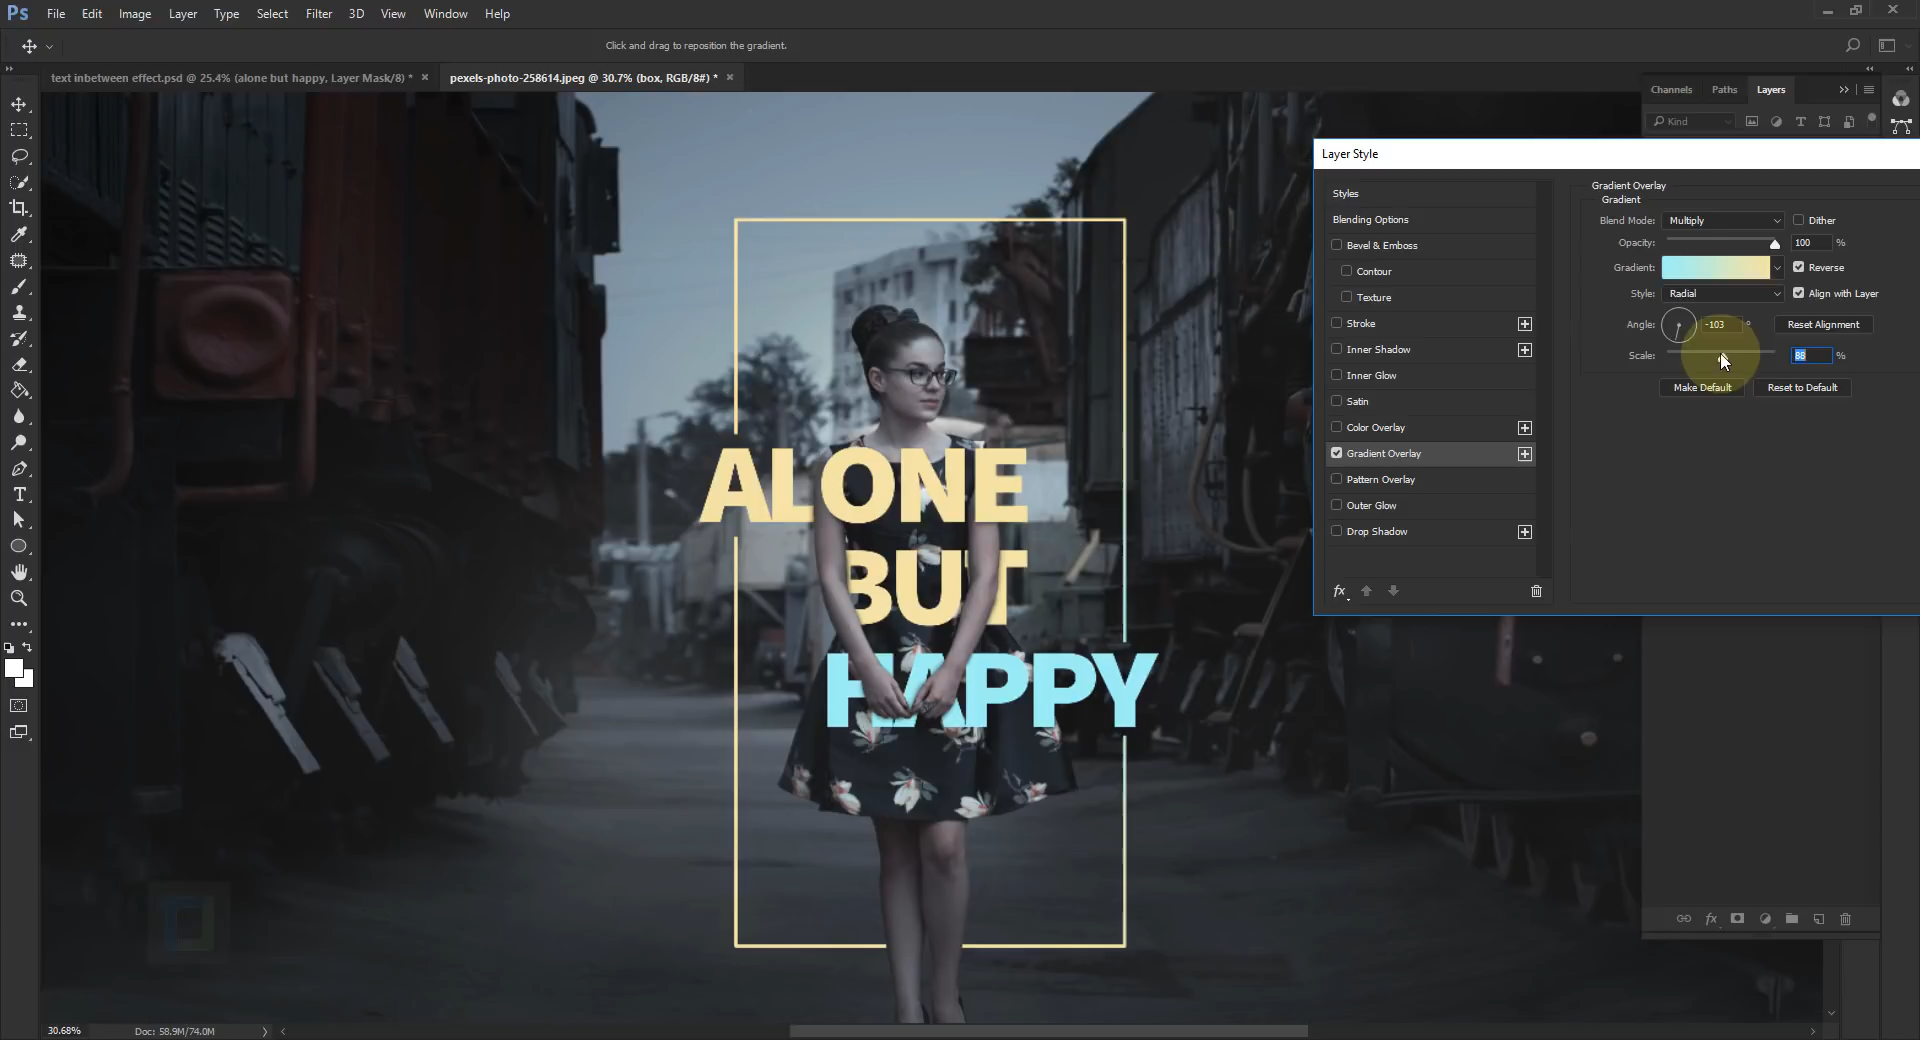 Ps File Edit Image Layer Type Select Filter 3D View Window Help
Click and drag to reposition the gradient.
text inbetween effect.psd @ 25.4% (alone but happy, Layer Mask/8) * ×
pexels-photo-258614.jpeg @ 30.7% (box, RGB/8#) * ×
Channels Paths Layers
Kind
Layer Style
Styles
Blending Options
Bevel & Emboss
Contour
Texture
Stroke
Inner Shadow
Inner Glow
Satin
Color Overlay
Gradient Overlay
Pattern Overlay
Outer Glow
Drop Shadow
fx
Gradient Overlay
Gradient
Blend Mode: Multiply Dither
Opacity: 100 %
Gradient: Reverse
Style: Radial Align with Layer
Angle: -103 ° Reset Alignment
Scale: 88 %
Make Default Reset to Default
ALONE
BUT
HAPPY
fx
30.68% Doc: 58.9M/74.0M